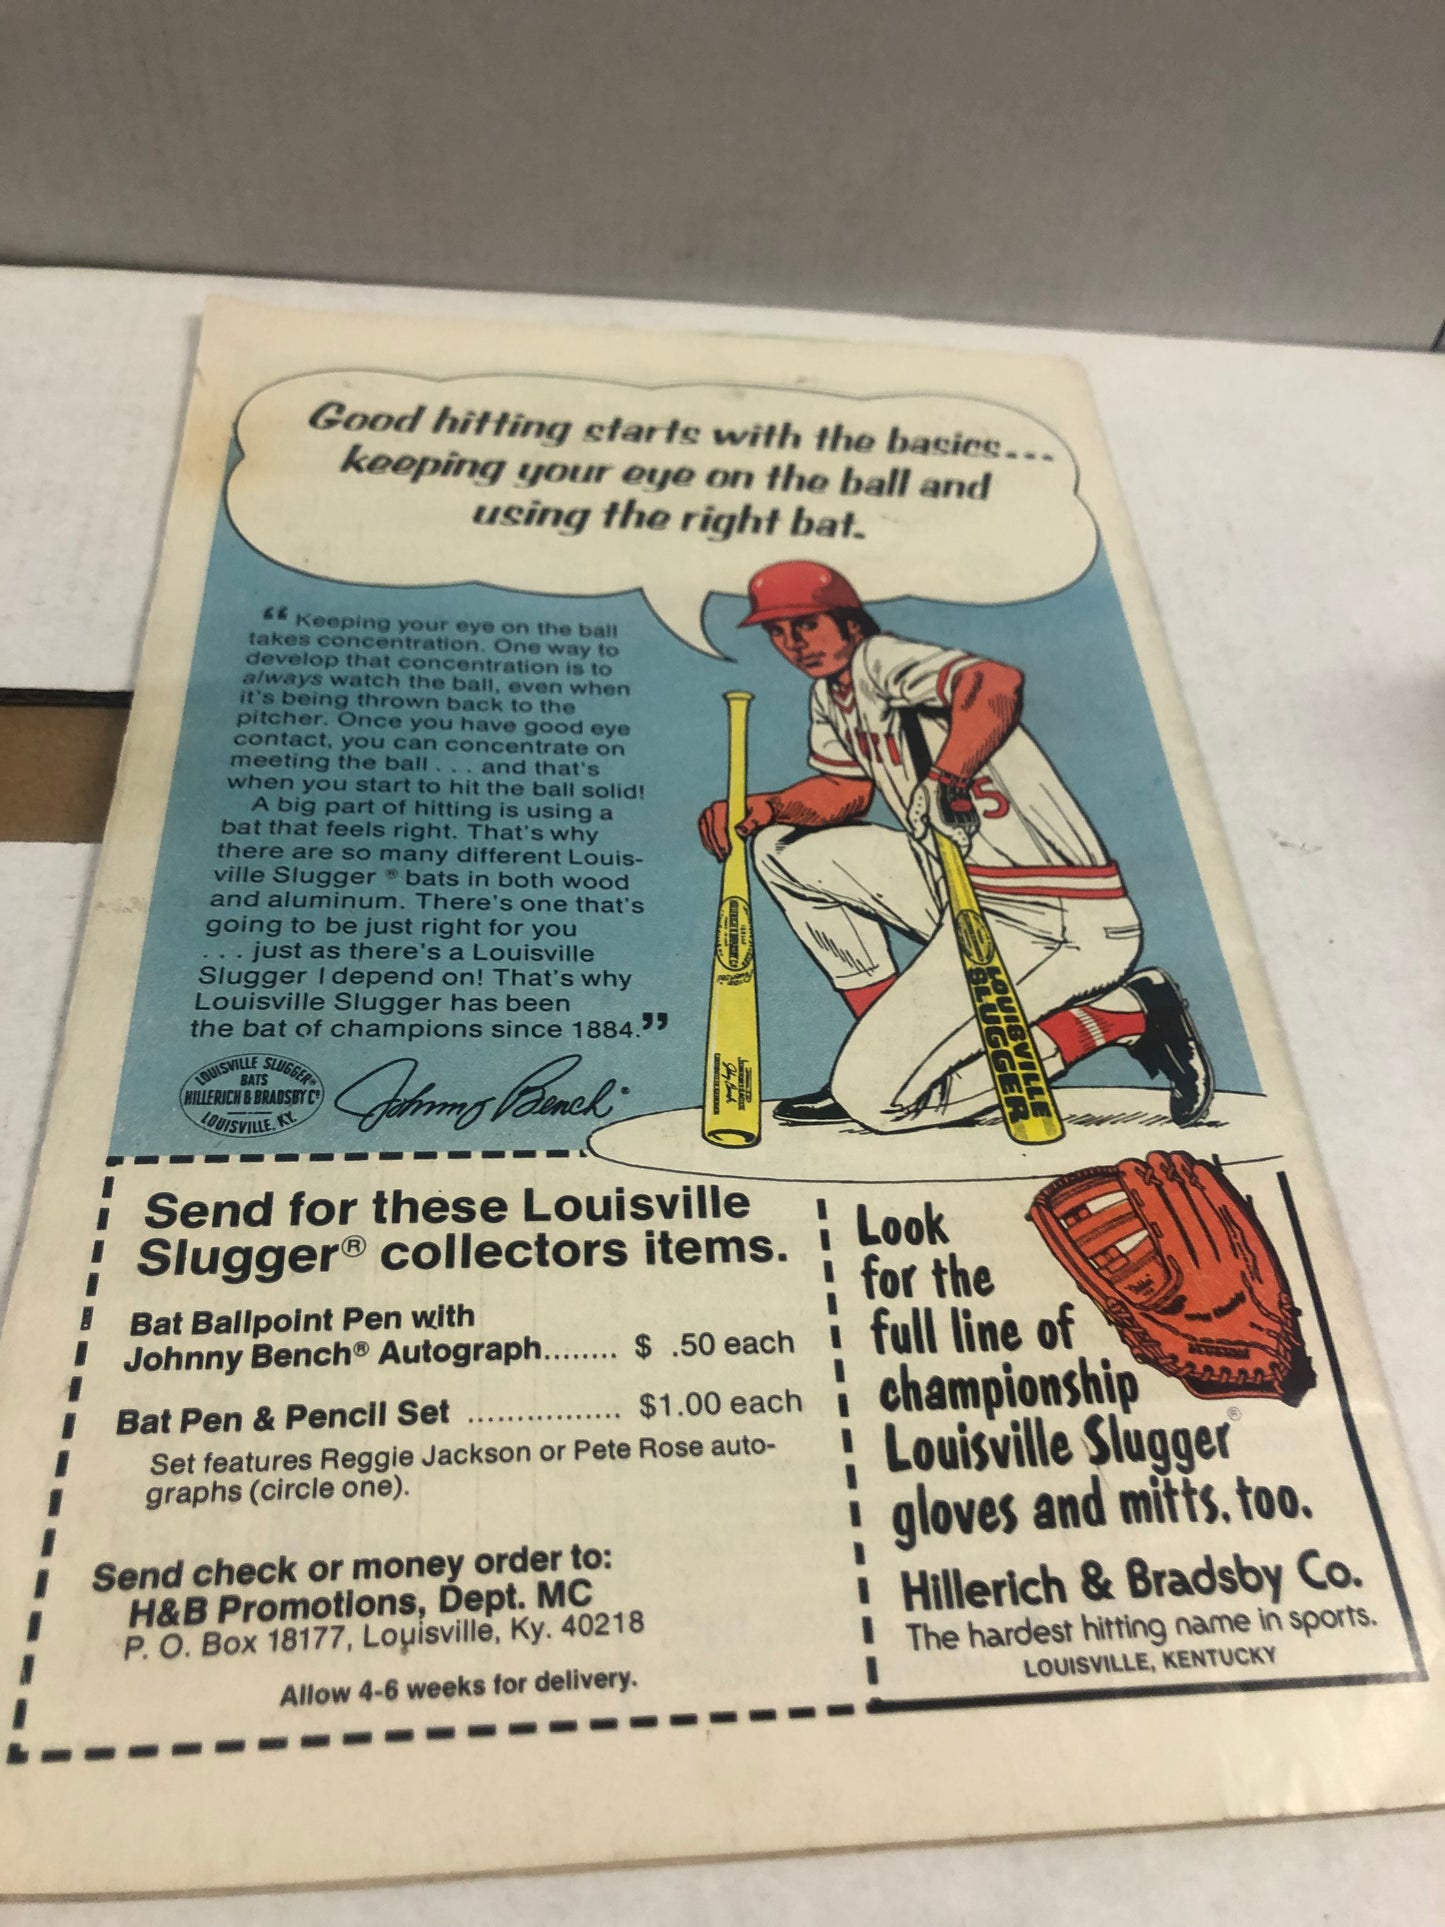 Good hitting starts with the basics...
keeping your eye on the ball and
using the right bat.
“ Keeping your eye on the ball
takes concentration. One way to
develop that concentration is to
always watch the ball, even when
it's being thrown back to the
pitcher. Once you have good eye
contact, you can concentrate on
meeting the ball . . . and that's
when you start to hit the ball solid!
A big part of hitting is using a
bat that feels right. That's why
there are so many different Louis-
ville Slugger ® bats in both wood
and aluminum. There's one that's
going to be just right for you
. . . just as there's a Louisville
Slugger I depend on! That's why
Louisville Slugger has been
the bat of champions since 1884.”
LOUISVILLE SLUGGER®
BATS
HILLERICH & BRADSBY Cº
LOUISVILLE. KY.
Johnny Bench
5
LOUISVILLE
SLUGGER
Send for these Louisville
Slugger® collectors items.
Bat Ballpoint Pen with
Johnny Bench® Autograph........ $ .50 each
Bat Pen & Pencil Set ................ $1.00 each
Set features Reggie Jackson or Pete Rose auto-
graphs (circle one).
Send check or money order to:
H&B Promotions, Dept. MC
P. O. Box 18177, Louisville, Ky. 40218
Allow 4-6 weeks for delivery.
Look
for the
full line of
championship
Louisville Slugger®
gloves and mitts, too.
Hillerich & Bradsby Co.
The hardest hitting name in sports.
LOUISVILLE, KENTUCKY